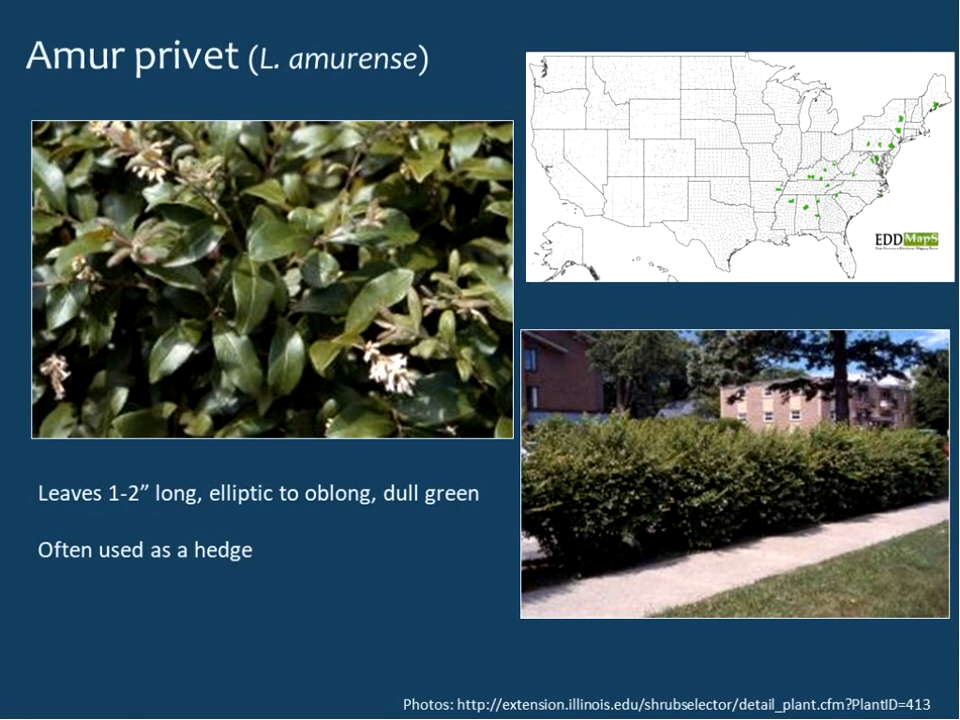 Amur privet (L. amurense)
EDDMapS
Leaves 1-2” long, elliptic to oblong, dull green
Often used as a hedge
Photos: http://extension.illinois.edu/shrubselector/detail_plant.cfm?PlantID=413